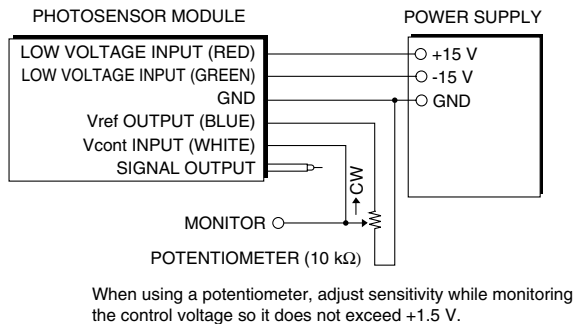 PHOTOSENSOR MODULE
POWER SUPPLY
LOW VOLTAGE INPUT (RED)
LOW VOLTAGE INPUT (GREEN)
GND
Vref OUTPUT (BLUE)
Vcont INPUT (WHITE)
SIGNAL OUTPUT
+15 V
-15 V
GND
CW
MONITOR
POTENTIOMETER (10 kΩ)
When using a potentiometer, adjust sensitivity while monitoring
the control voltage so it does not exceed +1.5 V.